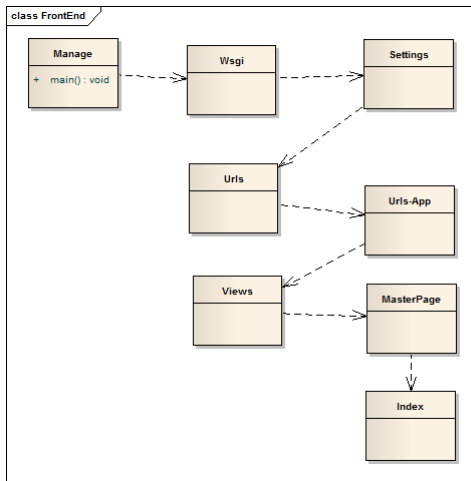 class FrontEnd
Manage
+ main() : void
Wsgi
Settings
Urls
Urls-App
Views
MasterPage
Index